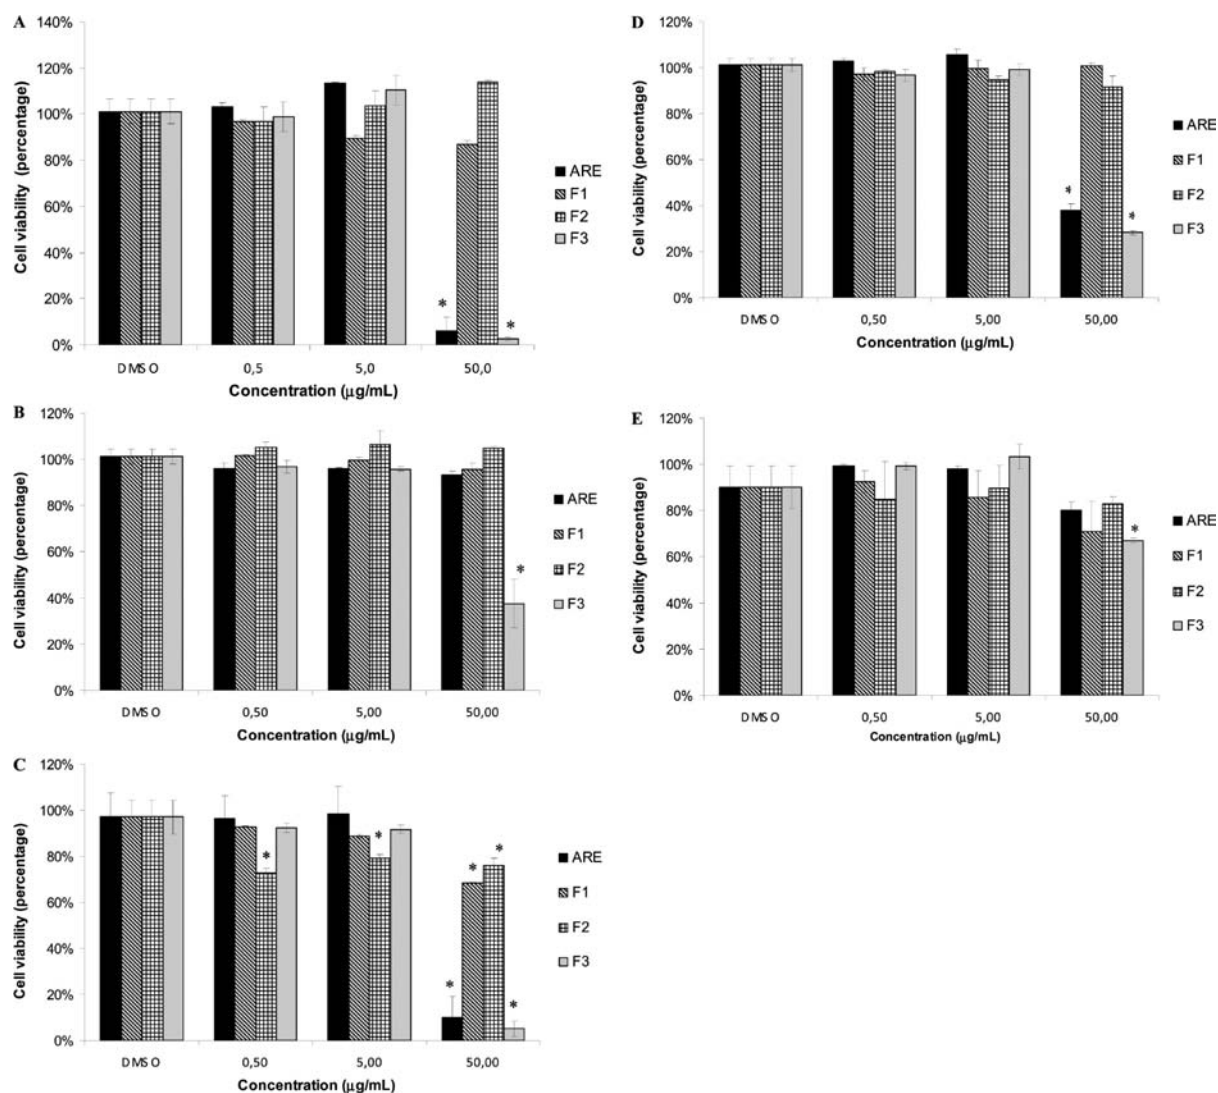 A
140%
120%
100%
80%
60%
40%
20%
0%
Cell viability (percentage)
* *
DMSO 0,5 5,0 50,0
Concentration (µg/mL)
ARE
F1
F2
F3
B
120%
100%
80%
60%
40%
20%
0%
Cell viability (percentage)
*
DMSO 0,50 5,00 50,00
Concentration (µg/mL)
ARE
F1
F2
F3
C
120%
100%
80%
60%
40%
20%
0%
Cell viability (percentage)
* * * * * *
DMSO 0,50 5,00 50,00
Concentration (µg/mL)
ARE
F1
F2
F3
D
120%
100%
80%
60%
40%
20%
0%
Cell viability (percentage)
* *
DMSO 0,50 5,00 50,00
Concentration (µg/mL)
ARE
F1
F2
F3
E
120%
100%
80%
60%
40%
20%
0%
Cell viability (percentage)
*
DMSO 0,50 5,00 50,00
Concentration (µg/mL)
ARE
F1
F2
F3